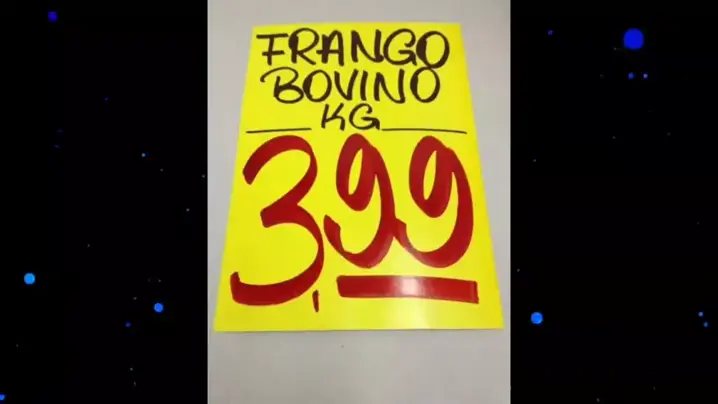 FRANGO
BOVINO
KG
3,99